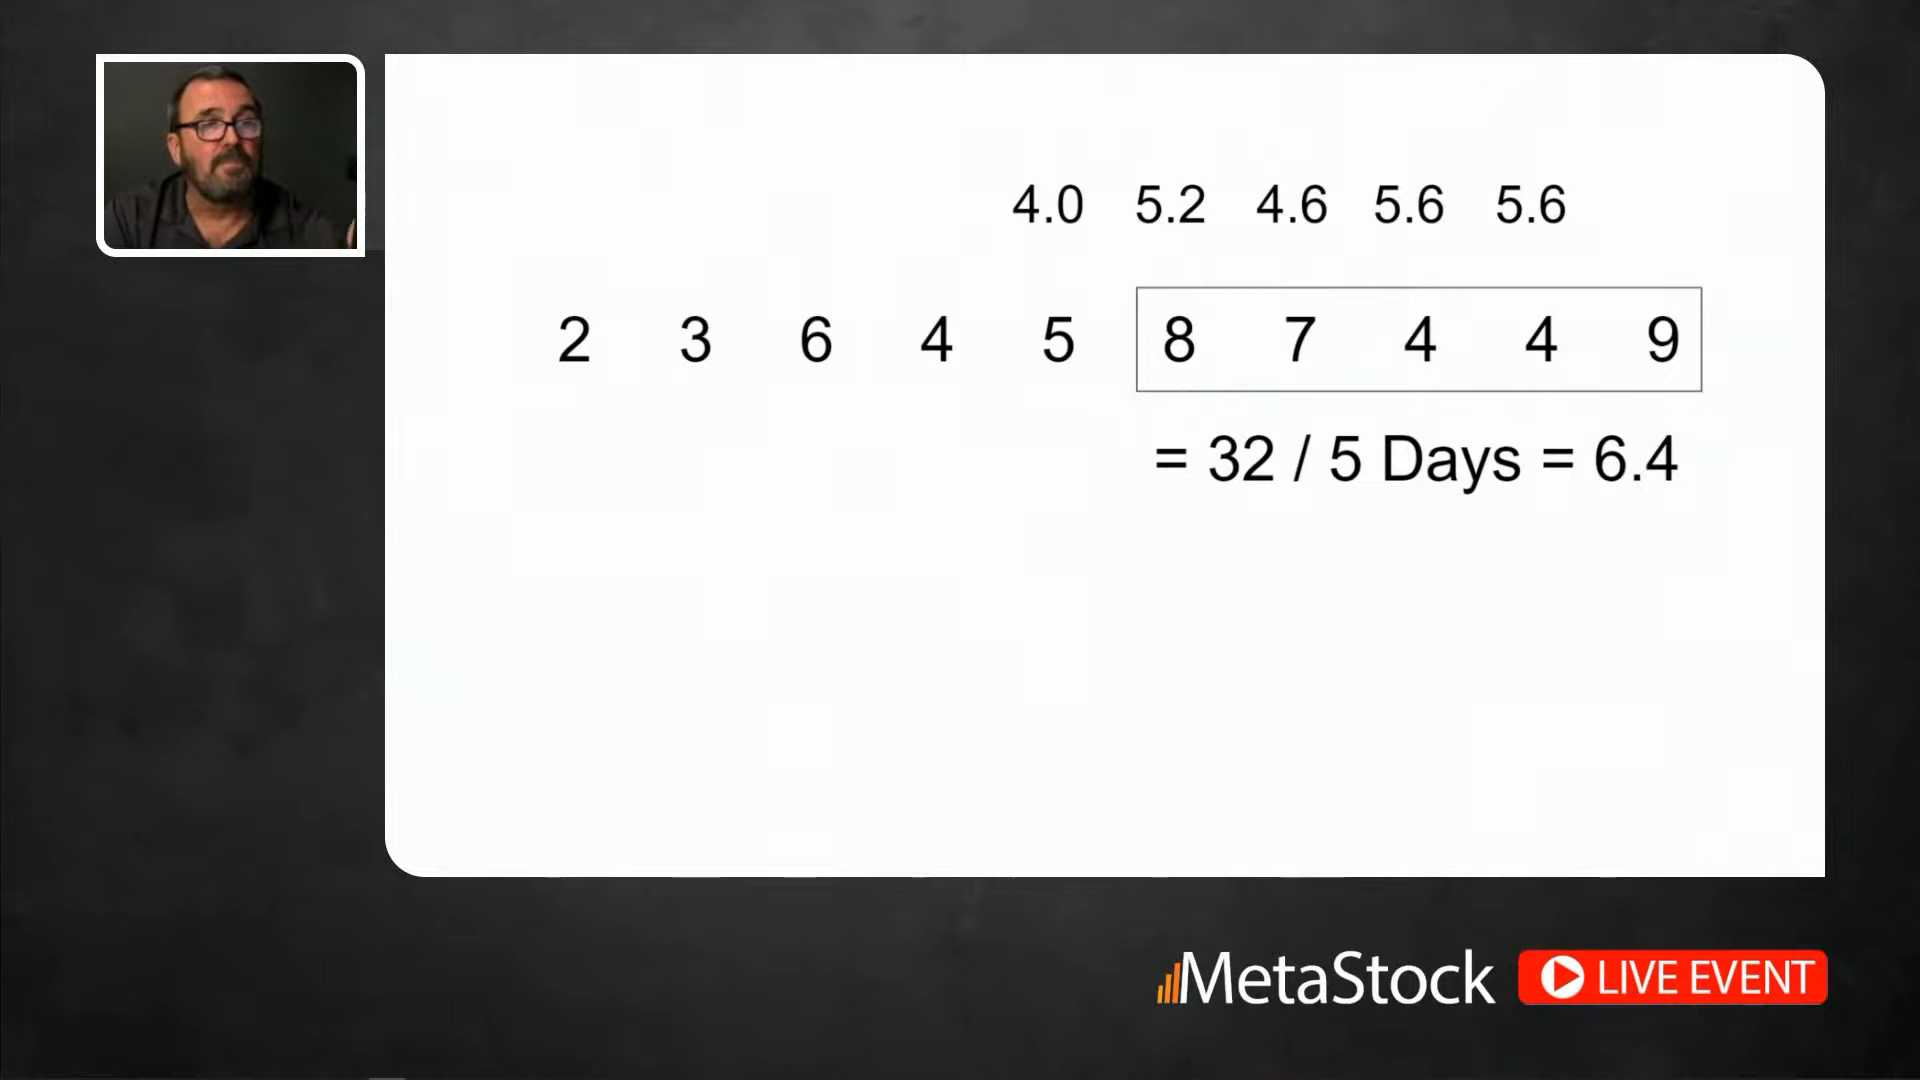 4.0 5.2 4.6 5.6 5.6
2 3 6 4 5 8 7 4 4 9
= 32 / 5 Days = 6.4
MetaStock LIVE EVENT